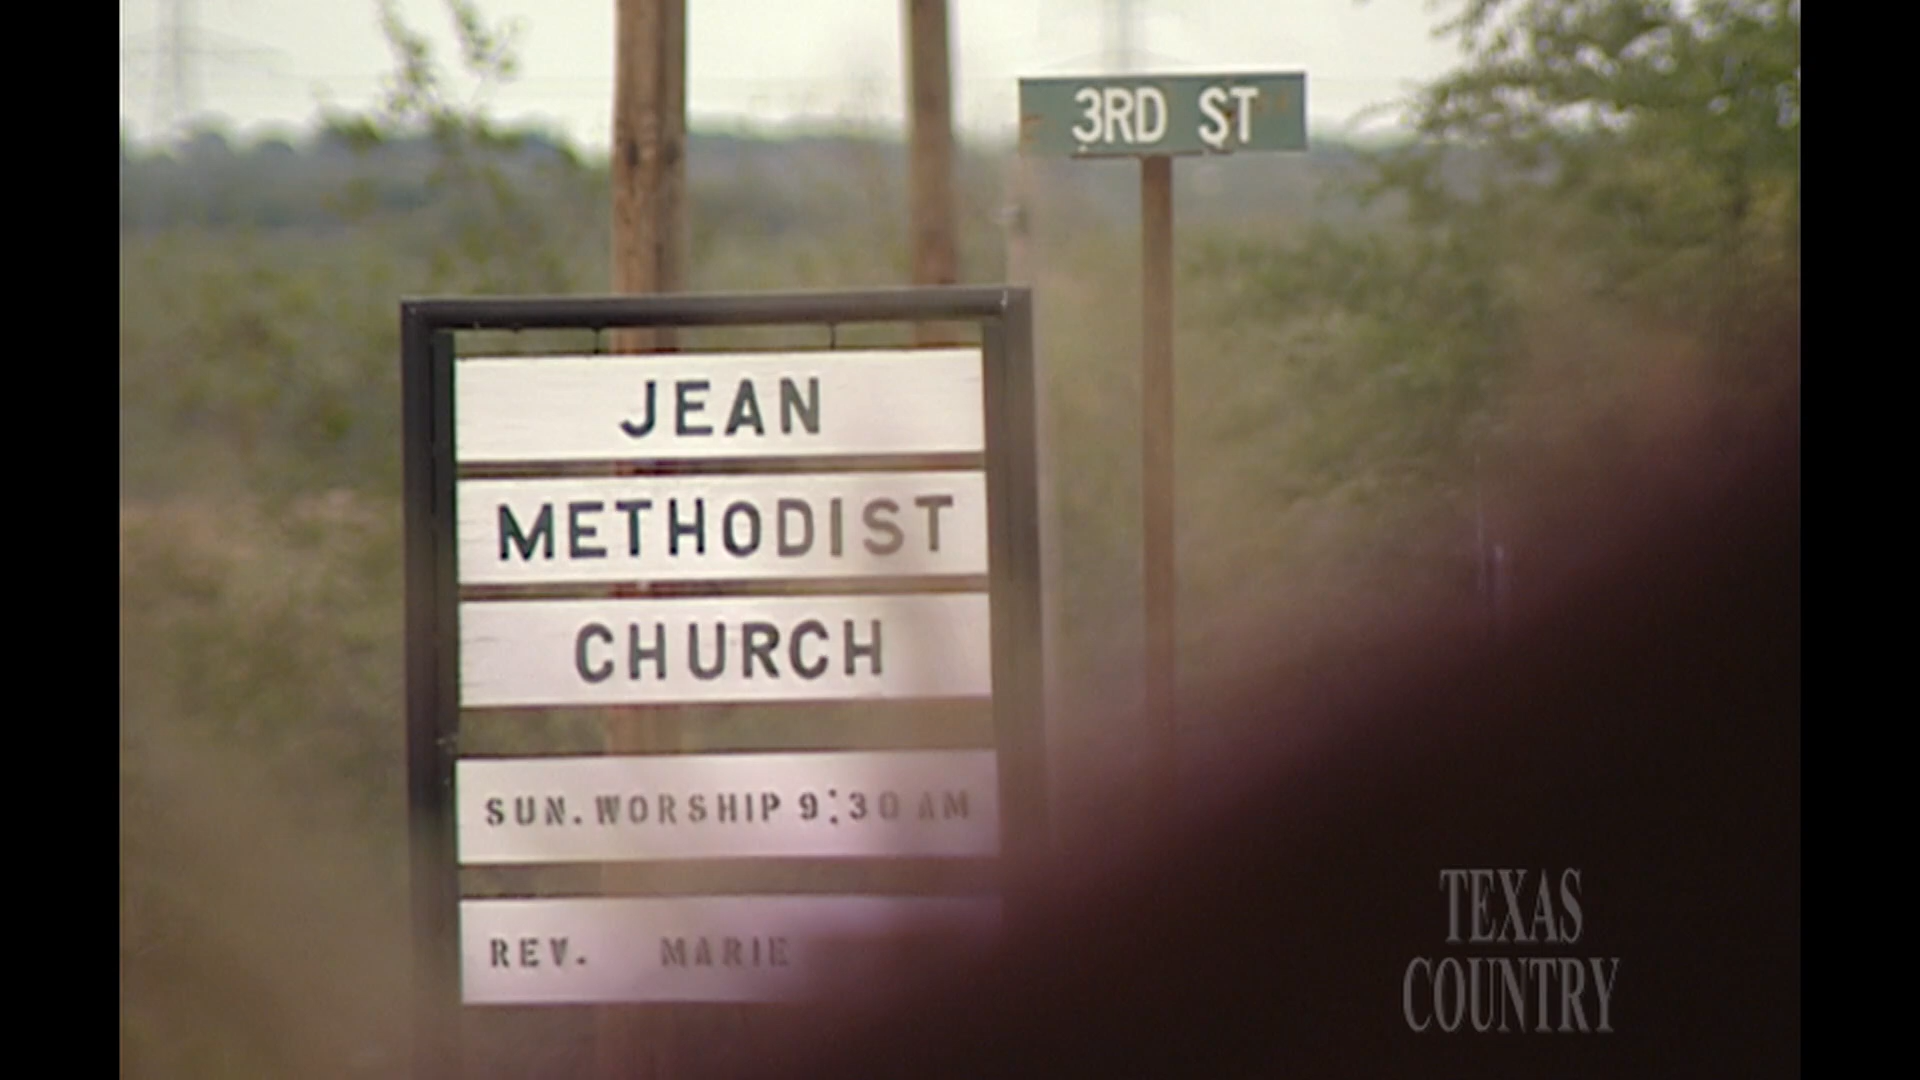 3RD ST
JEAN
METHODIST
CHURCH
SUN. WORSHIP 9:30 AM
REV. MARIE
TEXAS
COUNTRY